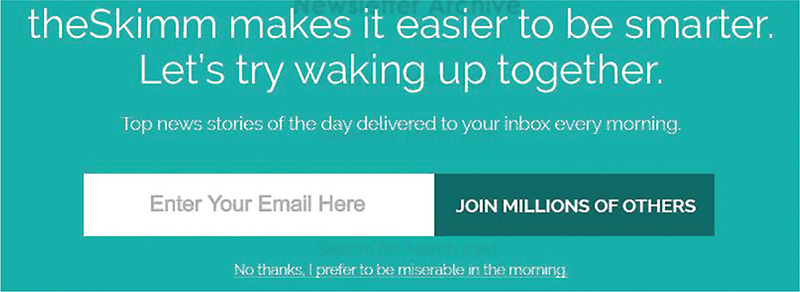 Newsletter Archive
theSkimm makes it easier to be smarter.
Let's try waking up together.
Top news stories of the day delivered to your inbox every morning.
Enter Your Email Here
JOIN MILLIONS OF OTHERS
Skimm for March 23rd
No thanks, I prefer to be miserable in the morning.